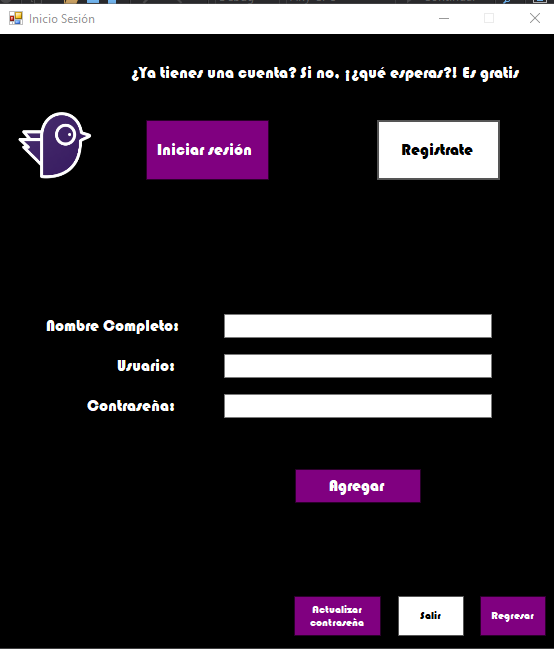 Inicio Sesión
¿Ya tienes una cuenta? Si no, ¡¿qué esperas?! Es gratis
Iniciar sesión
Registrate
Nombre Completo:
Usuario:
Contraseña:
Agregar
Actualizar
contraseña
Salir
Regresar